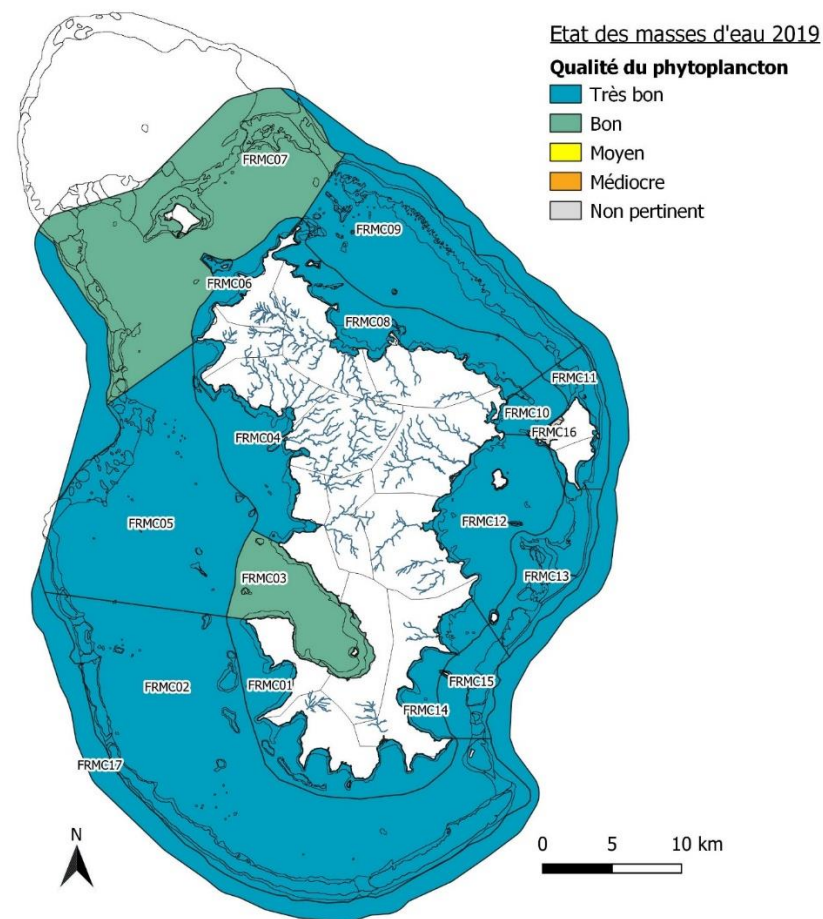 Etat des masses d'eau 2019
Qualité du phytoplancton
Très bon
Bon
Moyen
Médiocre
Non pertinent
FRMC07
FRMC09
FRMC06
FRMC08
FRMC11
FRMC10
FRMC16
FRMC04
FRMC05
FRMC12
FRMC03
FRMC13
FRMC02
FRMC01
FRMC15
FRMC14
FRMC17
N
0 5 10 km